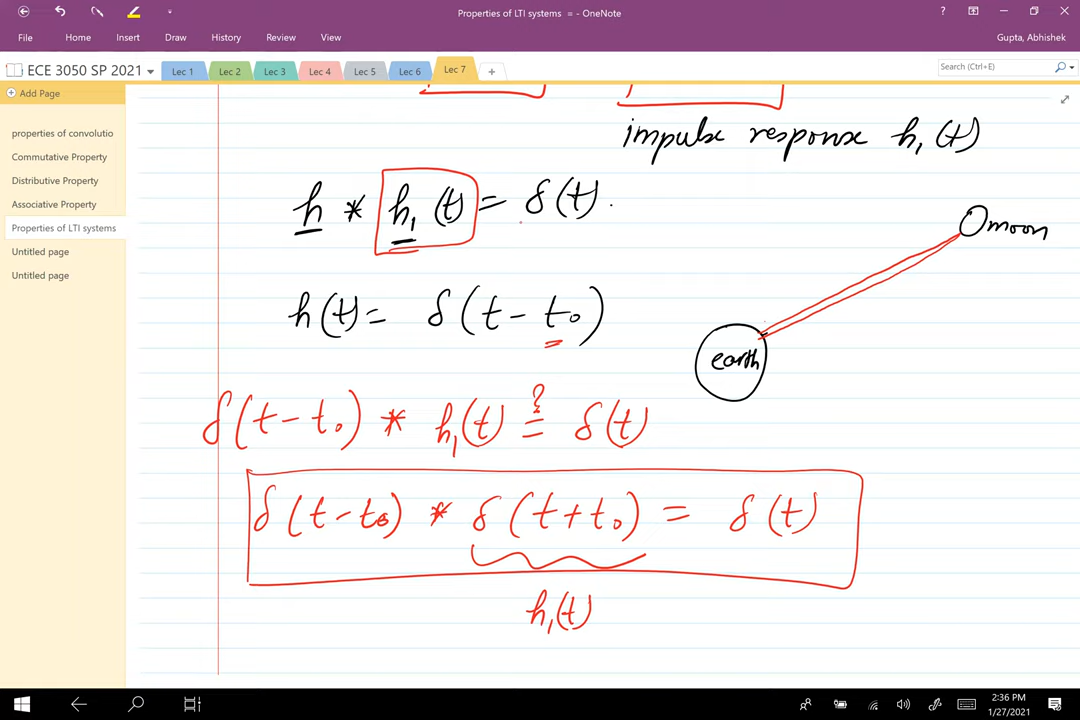 Properties of LTI systems = - OneNote
?
File Home Insert Draw History Review View
Gupta, Abhishek
ECE 3050 SP 2021
Lec 1 Lec 2 Lec 3 Lec 4 Lec 5 Lec 6 Lec 7 +
Search (Ctrl+E)
Add Page
properties of convolutio
Commutative Property
Distributive Property
Associative Property
Properties of LTI systems
Untitled page
Untitled page
impulse response h₁(t)
h * h₁(t) = δ(t).
moon
h(t) = δ(t - t₀)
earth
δ(t - t₀) * h₁(t) ≟ δ(t)
δ(t - t₀) * δ(t + t₀) = δ(t)
h₁(t)
2:36 PM
1/27/2021